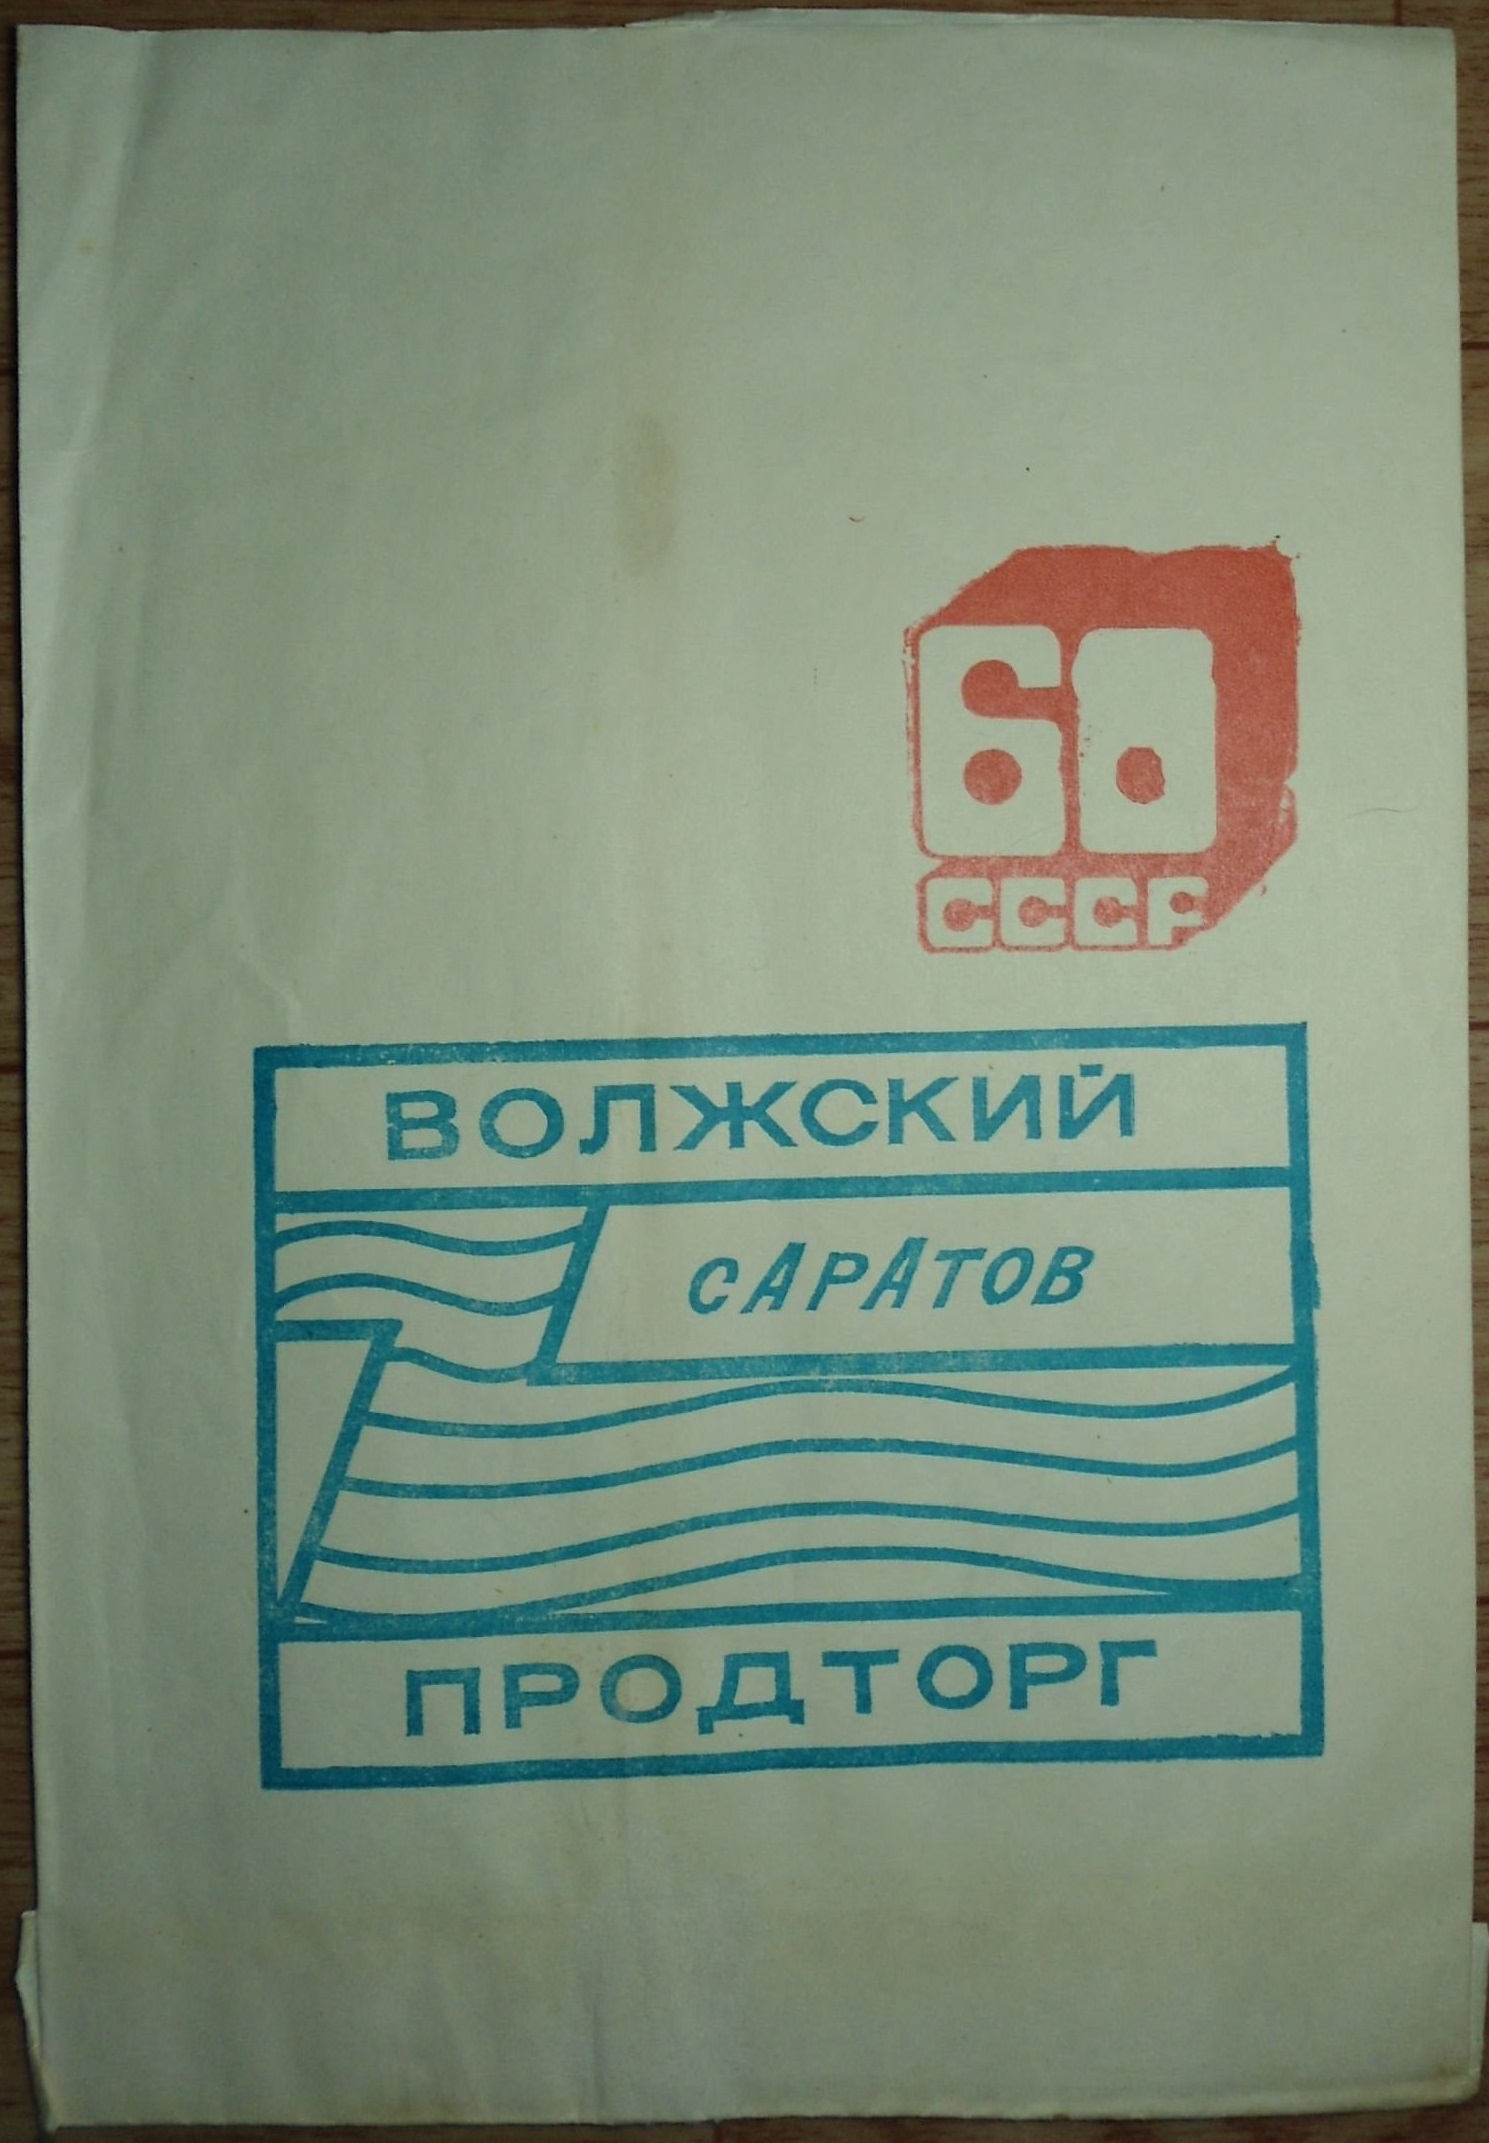 60
СССР
ВОЛЖСКИЙ
САРАТОВ
ПРОДТОРГ